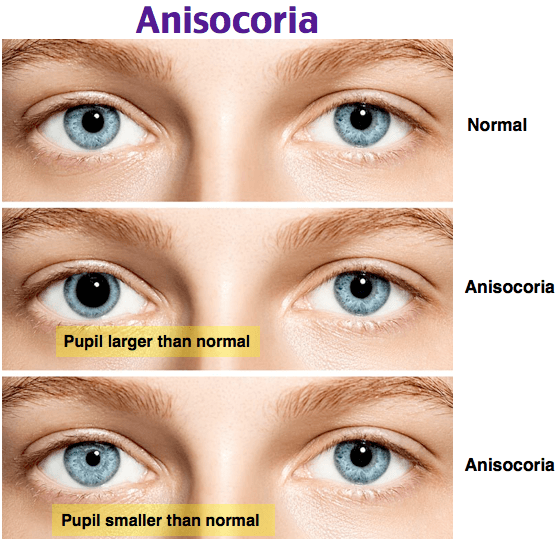 Anisocoria
Normal
Anisocoria
Pupil larger than normal
Anisocoria
Pupil smaller than normal